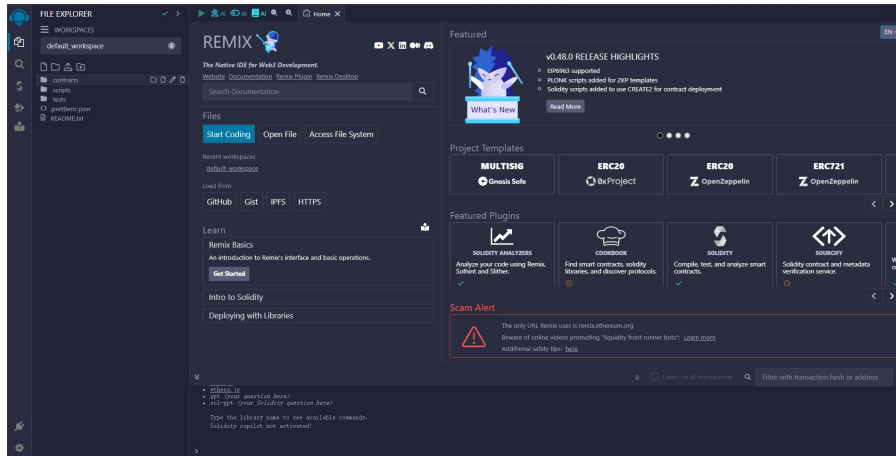 FILE EXPLORER
WORKSPACES
default_workspace
contracts
scripts
tests
.prettierrc.json
README.txt
AI
AI
AI
Home
REMIX
The Native IDE for Web3 Development.
Website Documentation Remix Plugin Remix Desktop
Search Documentation
Files
Start Coding Open File Access File System
Recent workspaces
default_workspace
Load from
GitHub Gist IPFS HTTPS
Learn
Remix Basics
An introduction to Remix's interface and basic operations.
Get Started
Intro to Solidity
Deploying with Libraries
Featured
EN
What's New
v0.48.0 RELEASE HIGHLIGHTS
EIP6963 supported
PLONK scripts added for ZKP templates
Solidity scripts added to use CREATE2 for contract deployment
Read More
Project Templates
MULTISIG
Gnosis Safe
ERC20
0xProject
ERC20
OpenZeppelin
ERC721
OpenZeppelin
Featured Plugins
SOLIDITY ANALYZERS
Analyze your code using Remix,
Solhint and Slither.
COOKBOOK
Find smart contracts, solidity
libraries, and discover protocols.
SOLIDITY
Compile, test, and analyze smart
contracts.
SOURCIFY
Solidity contract and metadata
verification service.
Scam Alert
The only URL Remix uses is remix.ethereum.org
Beware of online videos promoting "liquidity front runner bots": Learn more
Additional safety tips: here
0 Listen on all transactions Filter with transaction hash or address
ethers.js
gpt <your question here>
sol-gpt <your Solidity question here>
Type the library name to see available commands.
Solidity copilot not activated!
>